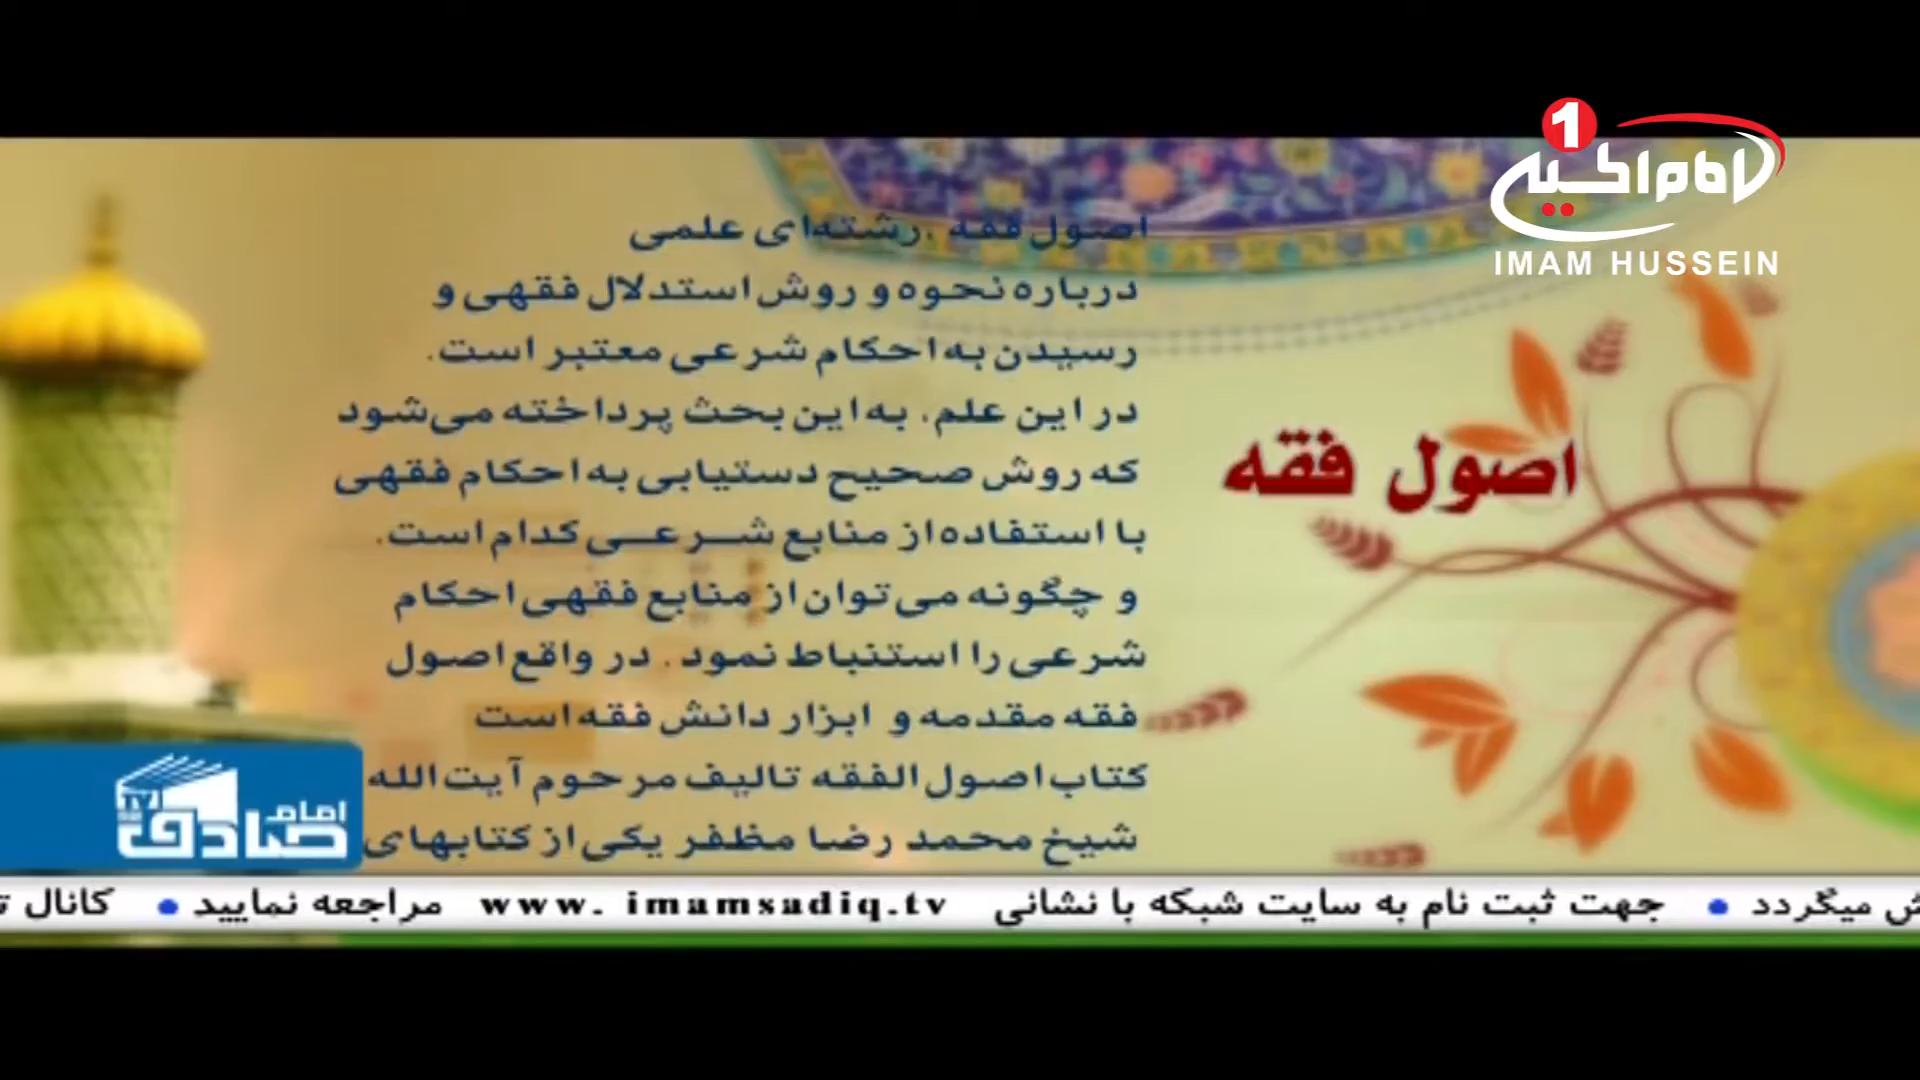 1
امام الحسین
IMAM HUSSEIN
اصول فقه
اصول فقه ،رشته‌ای علمی
درباره نحوه و روش استدلال فقهی و
رسیدن به احکام شرعی معتبر است.
در این علم، به این بحث پرداخته می‌شود
که روش صحیح دستیابی به احکام فقهی
با استفاده از منابع شرعی کدام است.
و چگونه می‌توان از منابع فقهی احکام
شرعی را استنباط نمود. در واقع اصول
فقه مقدمه و ابزار دانش فقه است
کتاب اصول الفقه تالیف مرحوم آیت الله
شیخ محمد رضا مظفر یکی از کتابهای
امام صادق TV
ش میگردد • جهت ثبت نام به سایت شبکه با نشانی www. imamsadiq.tv مراجعه نمایید • کانال ت